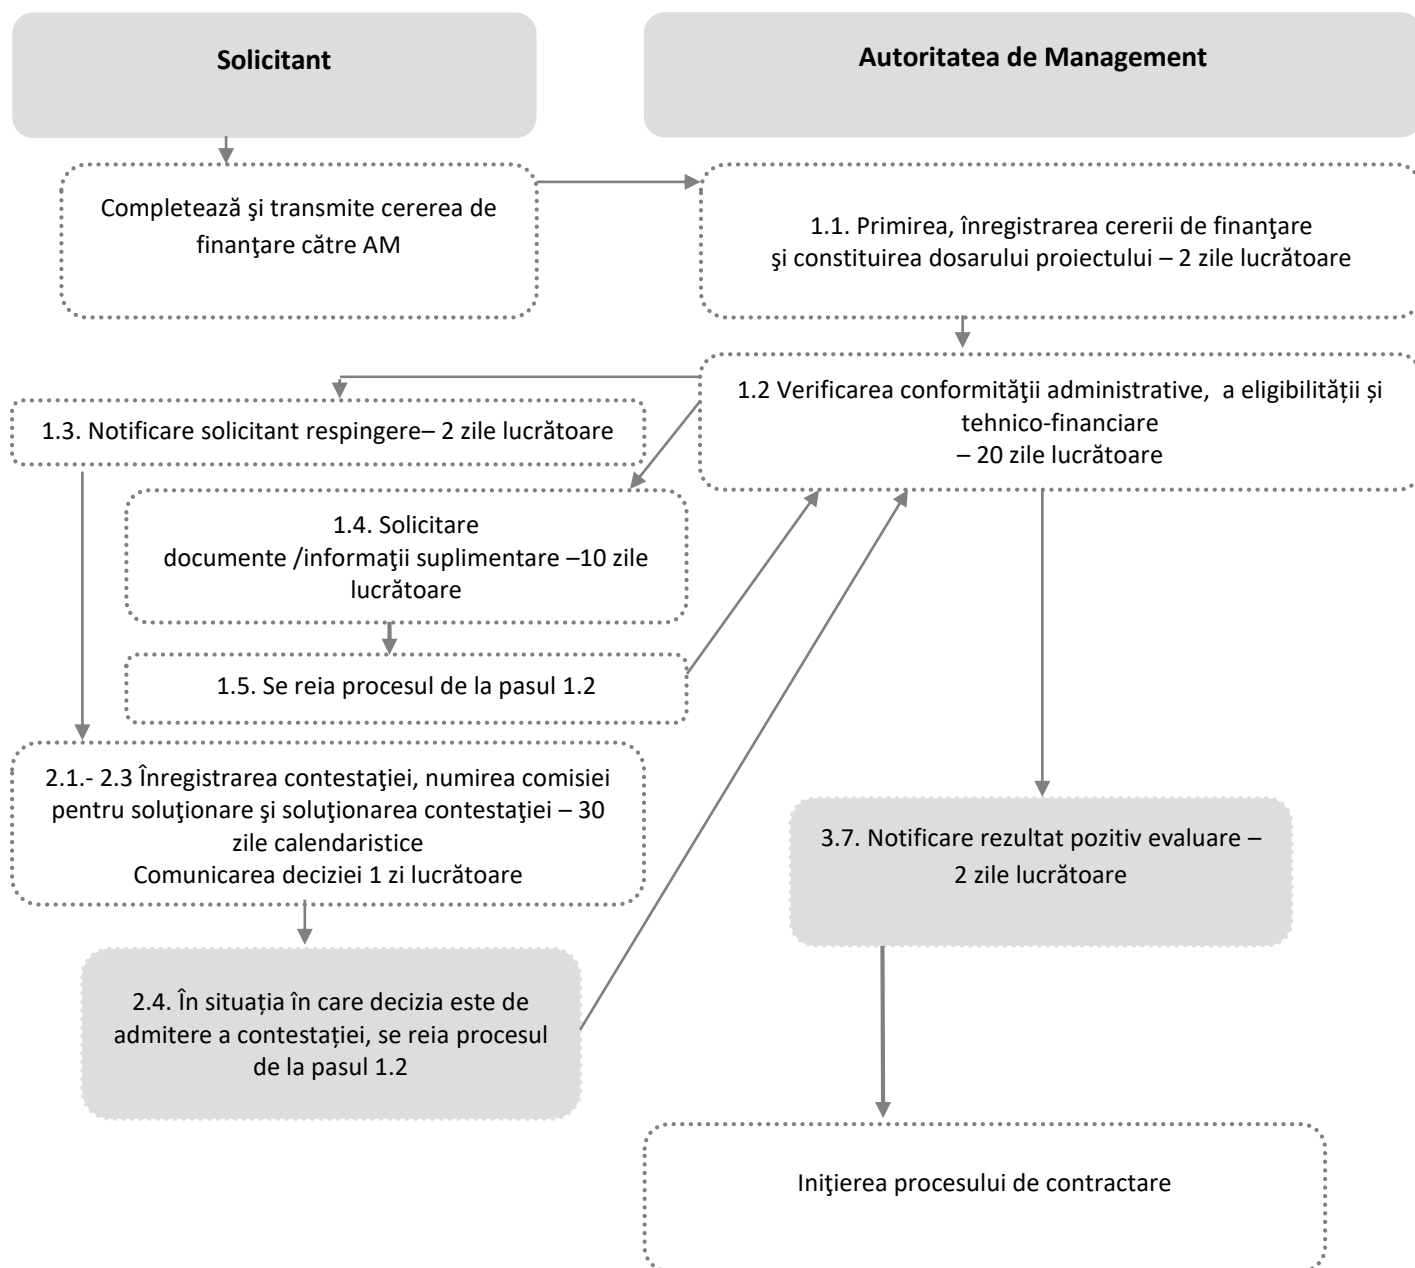 Solicitant
Autoritatea de Management
Completează şi transmite cererea de
finanţare către AM
1.1. Primirea, înregistrarea cererii de finanţare
şi constituirea dosarului proiectului – 2 zile lucrătoare
1.2 Verificarea conformităţii administrative, a eligibilității și
tehnico-financiare
– 20 zile lucrătoare
1.3. Notificare solicitant respingere– 2 zile lucrătoare
1.4. Solicitare
documente /informaţii suplimentare –10 zile
lucrătoare
1.5. Se reia procesul de la pasul 1.2
2.1.- 2.3 Înregistrarea contestaţiei, numirea comisiei
pentru soluţionare şi soluţionarea contestaţiei – 30
zile calendaristice
Comunicarea deciziei 1 zi lucrătoare
3.7. Notificare rezultat pozitiv evaluare –
2 zile lucrătoare
2.4. În situația în care decizia este de
admitere a contestației, se reia procesul
de la pasul 1.2
Iniţierea procesului de contractare